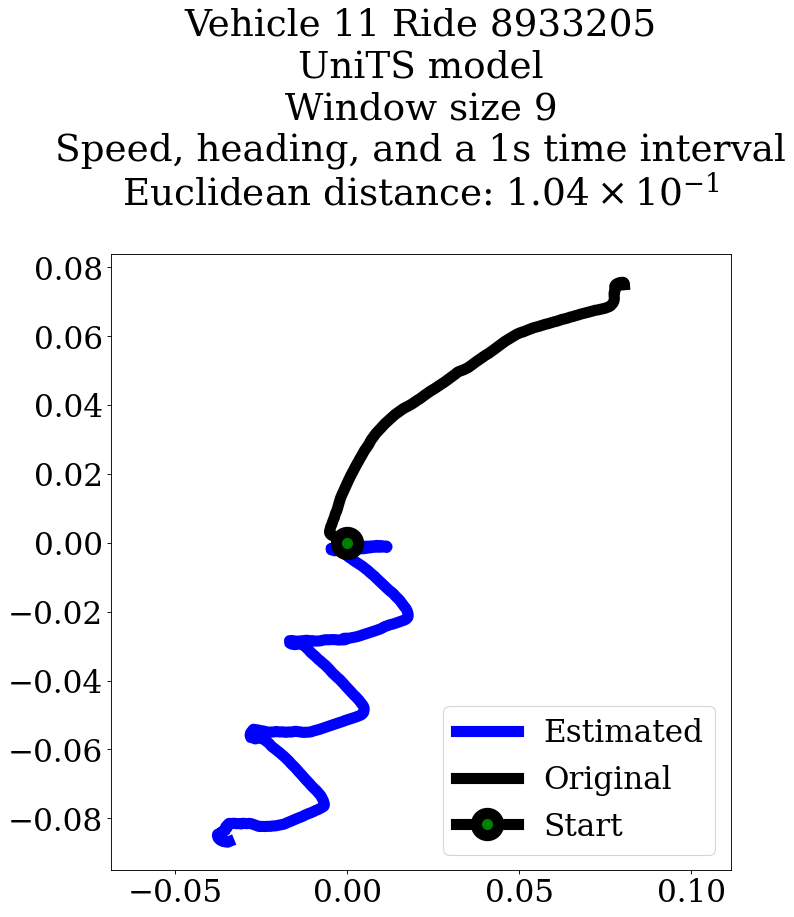 Vehicle 11 Ride 8933205
UniTS model
Window size 9
Speed, heading, and a 1s time interval
Euclidean distance: 1.04 × 10⁻¹
0.08
0.06
0.04
0.02
0.00
−0.02
−0.04
−0.06
−0.08
Estimated
Original
Start
−0.05
0.00
0.05
0.10